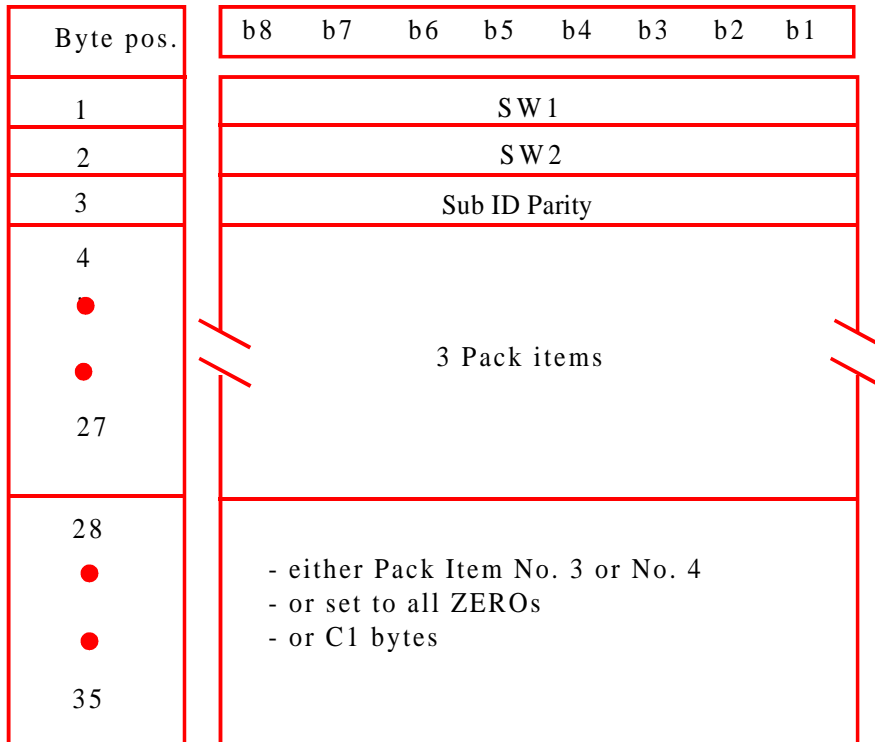 Byte pos. b8 b7 b6 b5 b4 b3 b2 b1
1 SW1
2 SW2
3 Sub ID Parity
4
3 Pack items
27
28
- either Pack Item No. 3 or No. 4
- or set to all ZEROs
- or C1 bytes
35